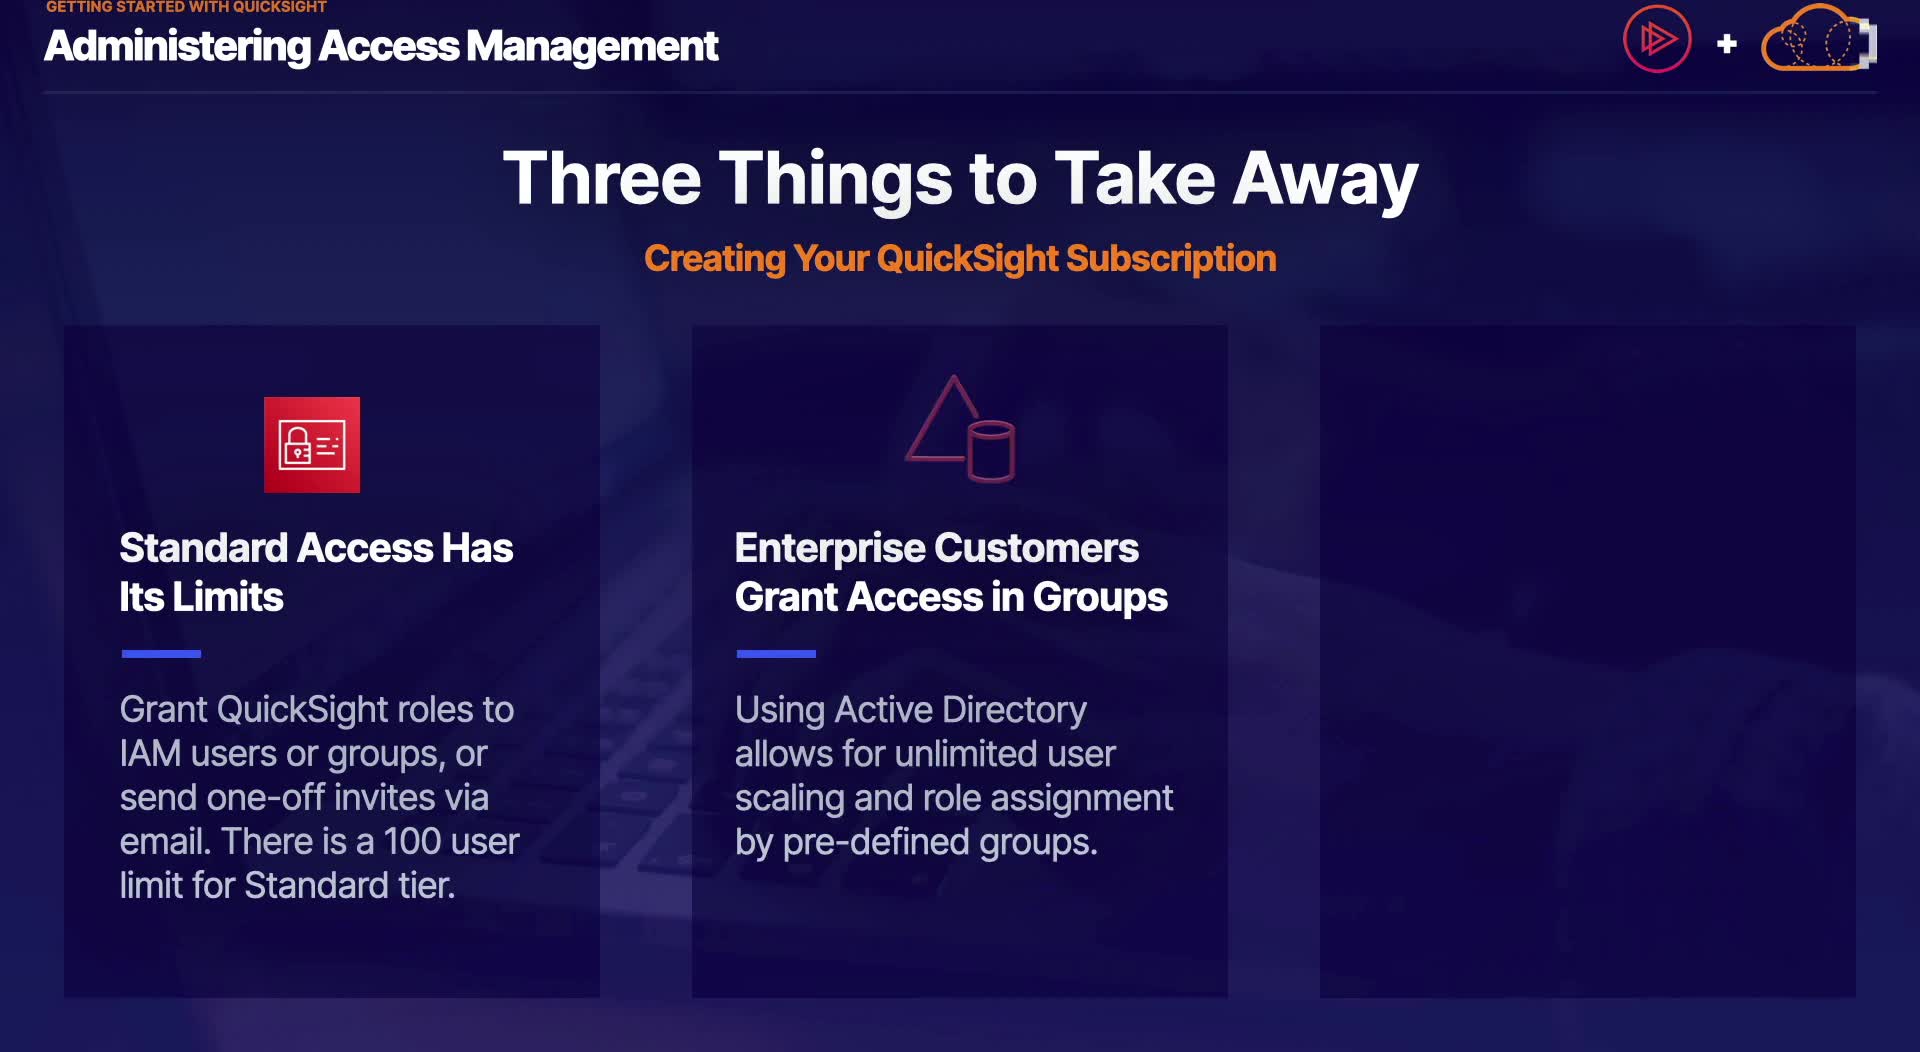 GETTING STARTED WITH QUICKSIGHT
Administering Access Management
Three Things to Take Away
Creating Your QuickSight Subscription
Standard Access Has
Its Limits
Grant QuickSight roles to
IAM users or groups, or
send one-off invites via
email. There is a 100 user
limit for Standard tier.
Enterprise Customers
Grant Access in Groups
Using Active Directory
allows for unlimited user
scaling and role assignment
by pre-defined groups.